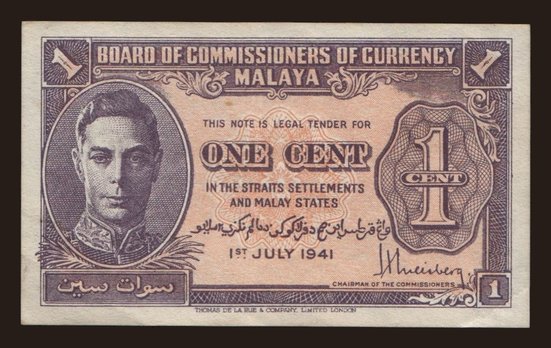 1 BOARD OF COMMISSIONERS OF CURRENCY 1
MALAYA
THIS NOTE IS LEGAL TENDER FOR
ONE CENT
IN THE STRAITS SETTLEMENTS
AND MALAY STATES
1ST JULY 1941
1
CENT
CHAIRMAN OF THE COMMISSIONERS.
سوات سين
1
THOMAS DE LA RUE & COMPANY, LIMITED LONDON